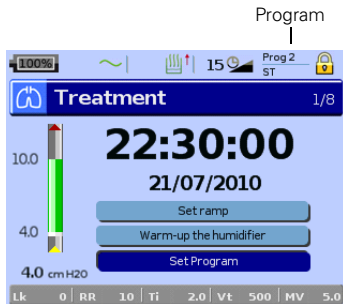 Program
100%
15
Prog 2
ST
Treatment
1/8
10.0
22:30:00
21/07/2010
Set ramp
4.0
Warm-up the humidifier
Set Program
4.0 cm H2O
Lk 0 RR 10 Ti 2.0 Vt 500 MV 5.0